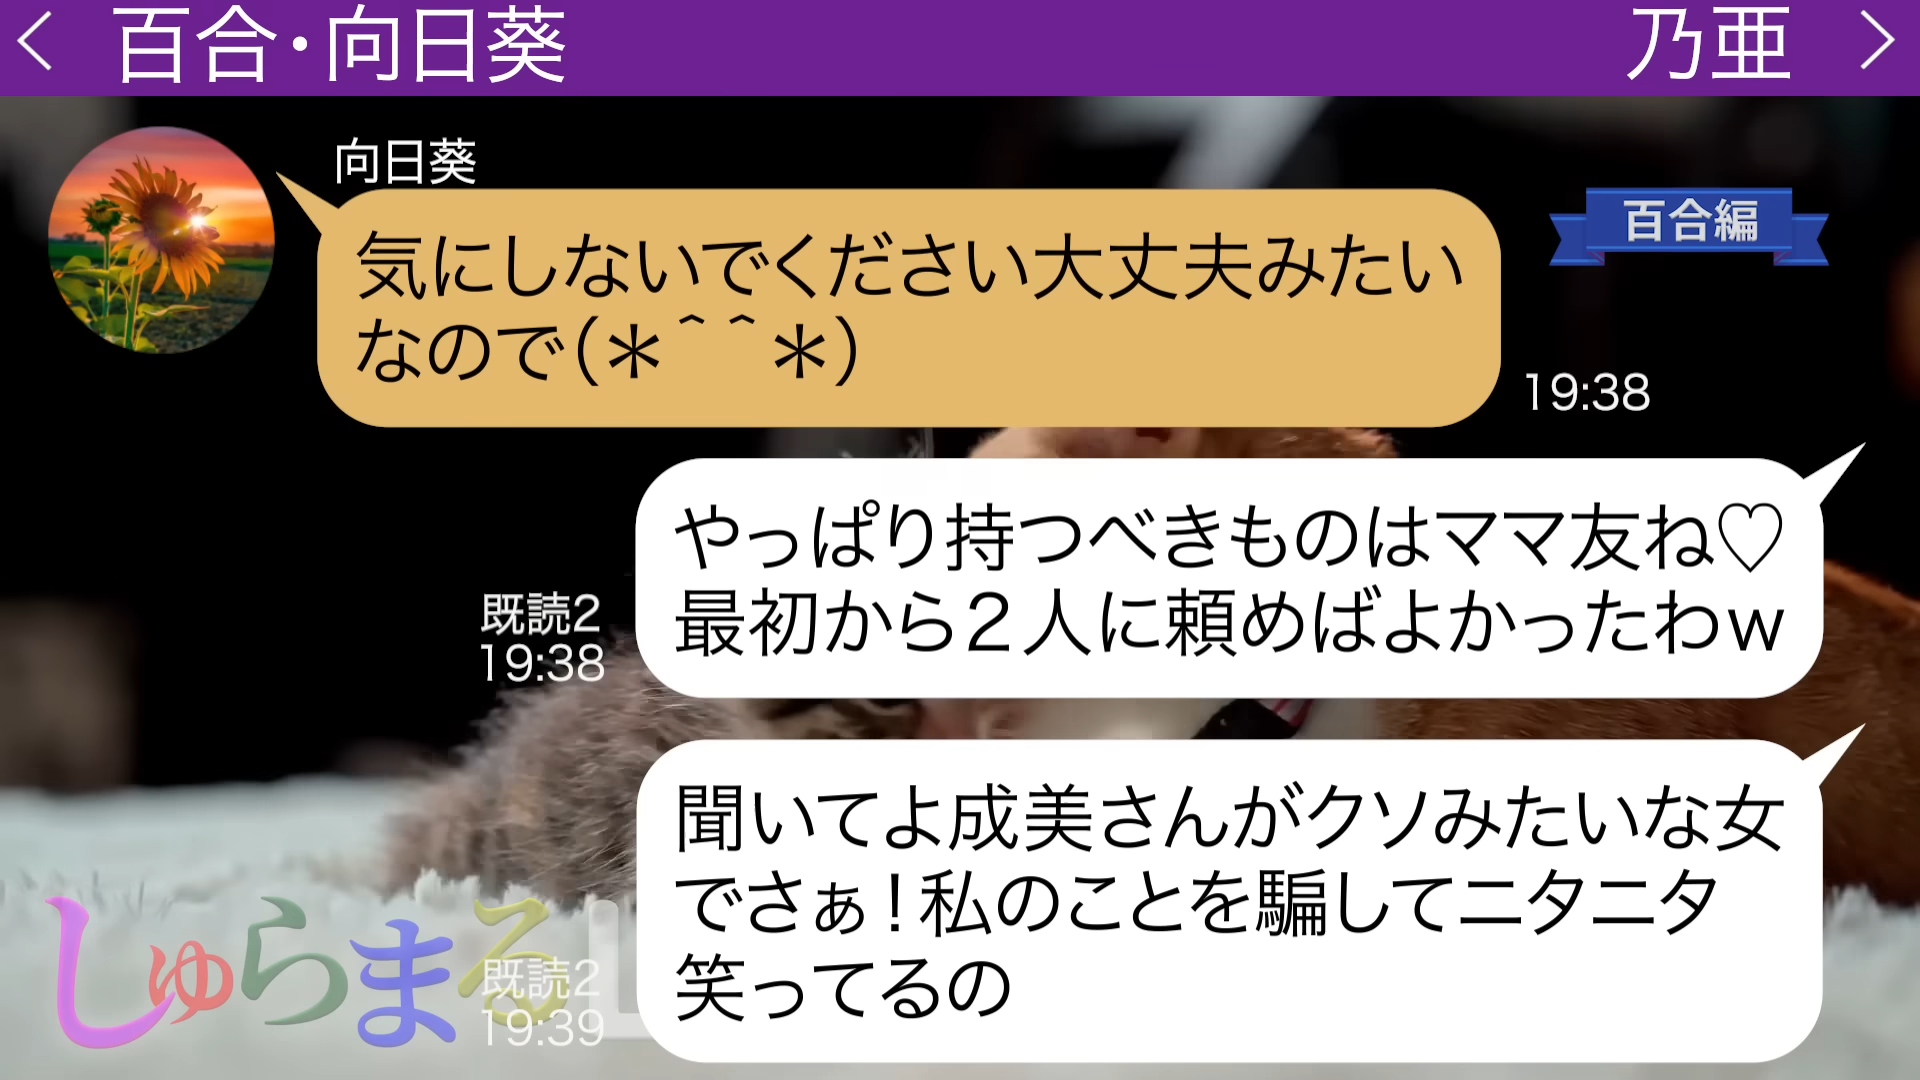 百合・向日葵
乃亜
向日葵
百合編
気にしないでください大丈夫みたい
なので(＊＾＾＊)
19:38
やっぱり持つべきものはママ友ね♡
最初から２人に頼めばよかったわｗ
既読2
19:38
聞いてよ成美さんがクソみたいな女
でさぁ！私のことを騙してニタニタ
笑ってるの
既読2
19:39
しゅらまる